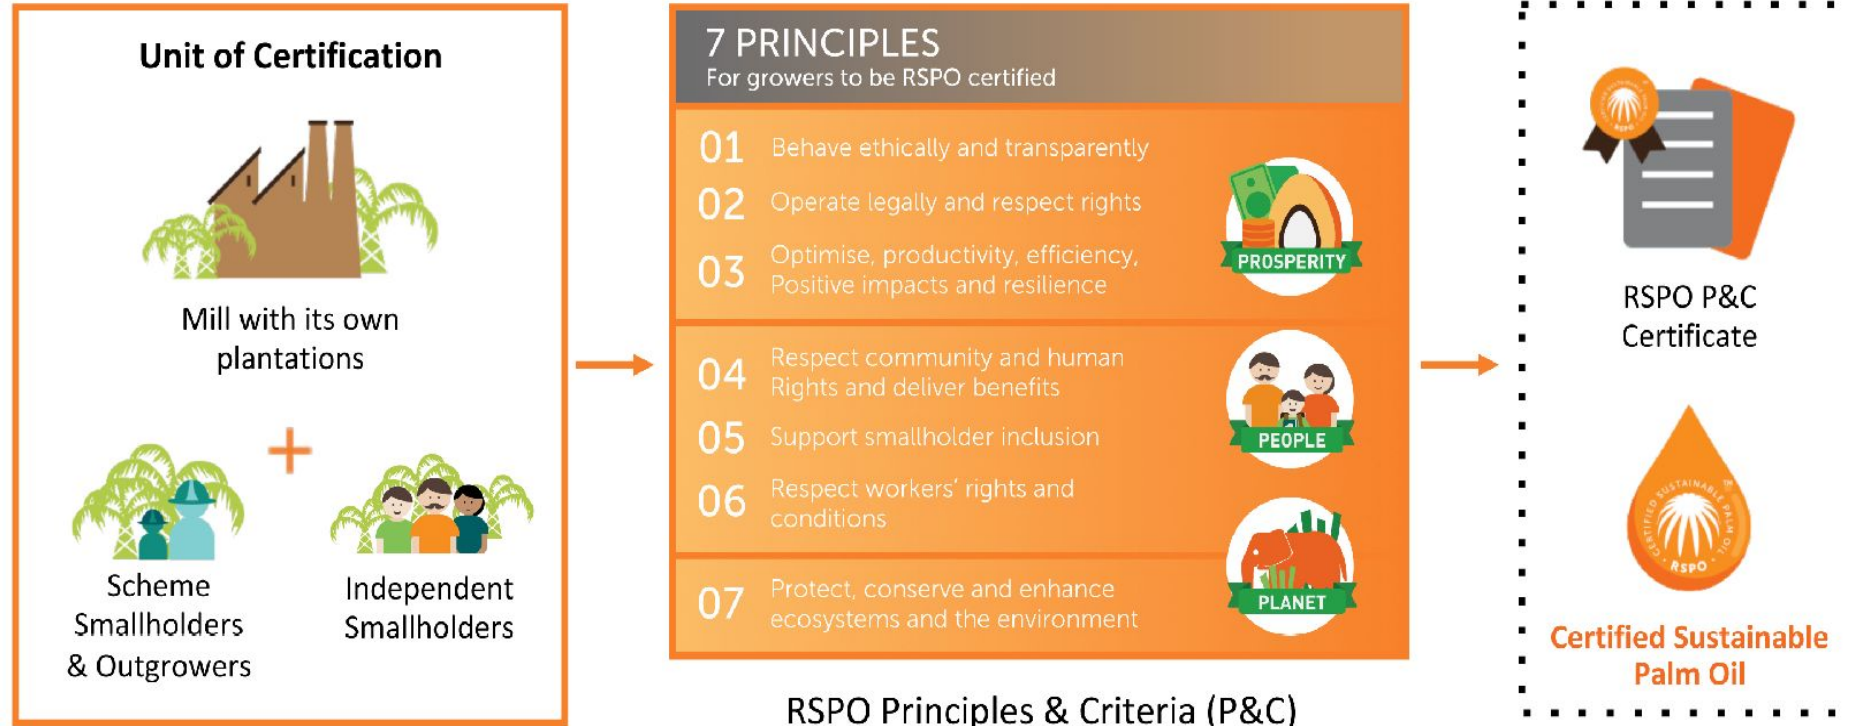 Unit of Certification
Mill with its own
plantations
Scheme
Smallholders
& Outgrowers
Independent
Smallholders
7 PRINCIPLES
For growers to be RSPO certified
01 Behave ethically and transparently
02 Operate legally and respect rights
03 Optimise, productivity, efficiency,
Positive impacts and resilience
PROSPERITY
04 Respect community and human
Rights and deliver benefits
05 Support smallholder inclusion
06 Respect workers' rights and
conditions
PEOPLE
07 Protect, conserve and enhance
ecosystems and the environment
PLANET
RSPO Principles & Criteria (P&C)
RSPO P&C
Certificate
CERTIFIED SUSTAINABLE PALM OIL
RSPO
Certified Sustainable
Palm Oil